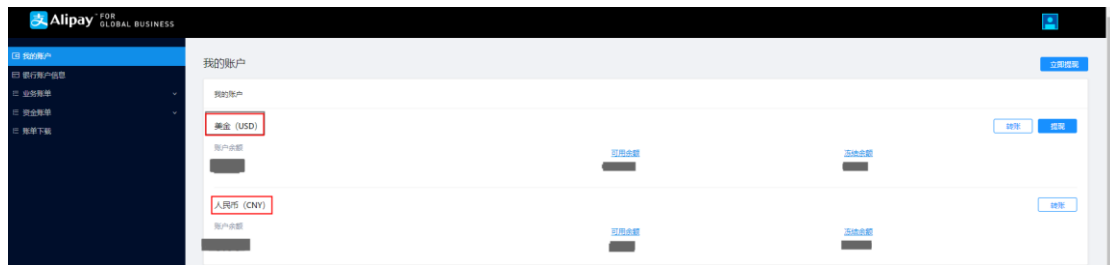 Alipay FOR GLOBAL BUSINESS
我的账户
银行账户信息
业务账单
资金账单
账单下载
我的账户
立即提现
我的账户
美金 (USD)
转账
提现
账户余额
可用余额
冻结余额
人民币 (CNY)
转账
账户余额
可用余额
冻结余额